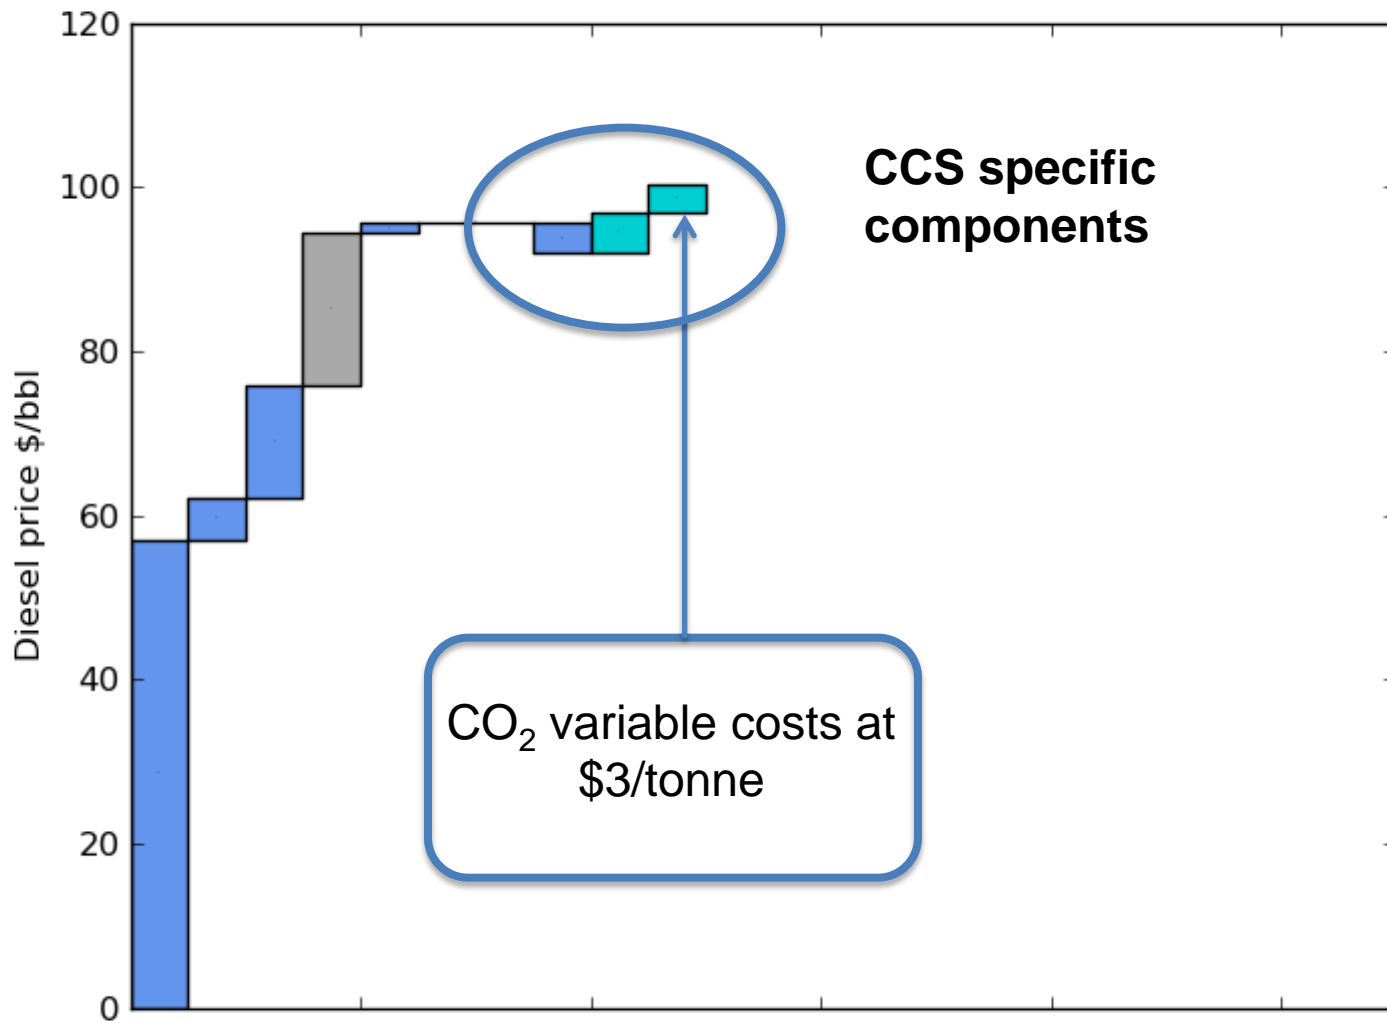 120
100
80
60
40
20
0
Diesel price $/bbl
CCS specific
components
CO₂ variable costs at
$3/tonne